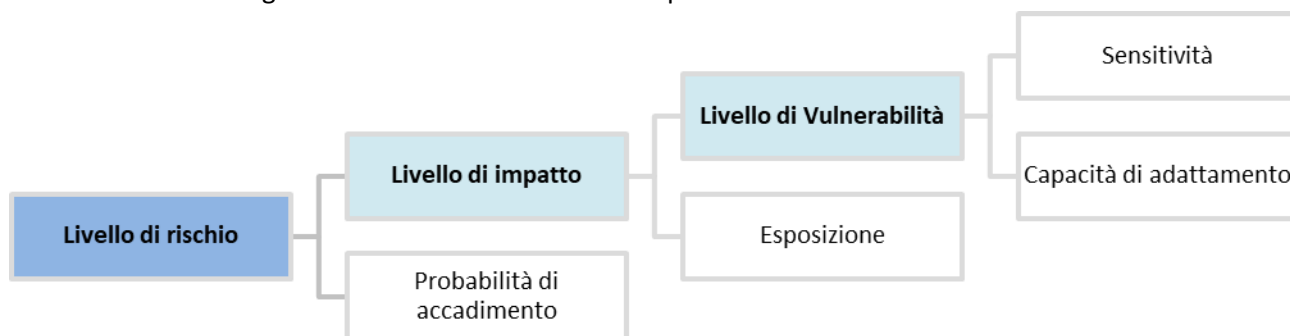 Sensitività
Livello di Vulnerabilità
Livello di impatto
Capacità di adattamento
Livello di rischio
Esposizione
Probabilità di
accadimento